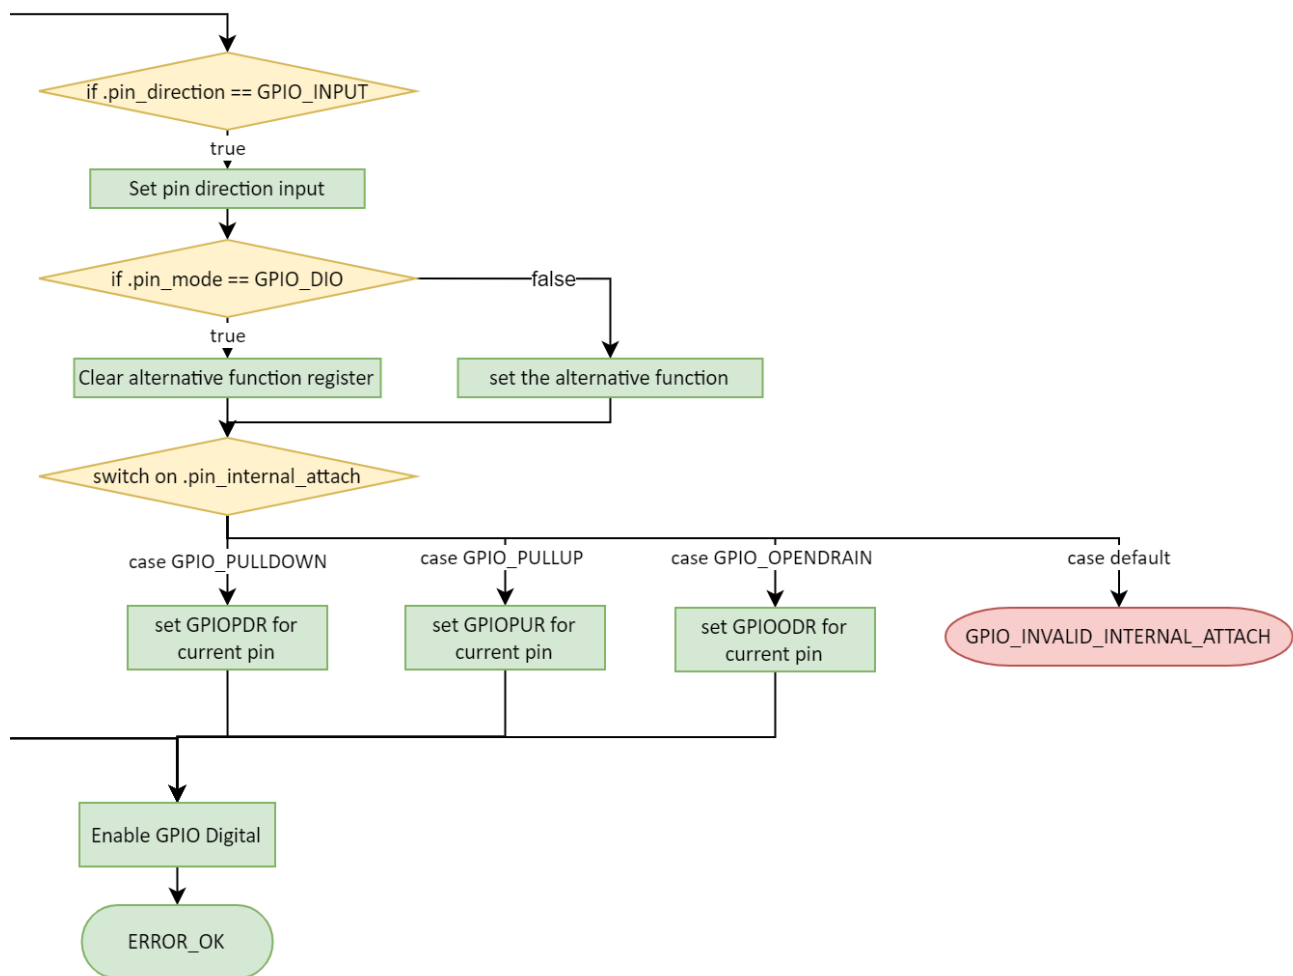 if .pin_direction == GPIO_INPUT
true
Set pin direction input
if .pin_mode == GPIO_DIO
false
true
Clear alternative function register
set the alternative function
switch on .pin_internal_attach
case GPIO_PULLDOWN
case GPIO_PULLUP
case GPIO_OPENDRAIN
case default
set GPIOPDR for
current pin
set GPIOPUR for
current pin
set GPIOODR for
current pin
GPIO_INVALID_INTERNAL_ATTACH
Enable GPIO Digital
ERROR_OK